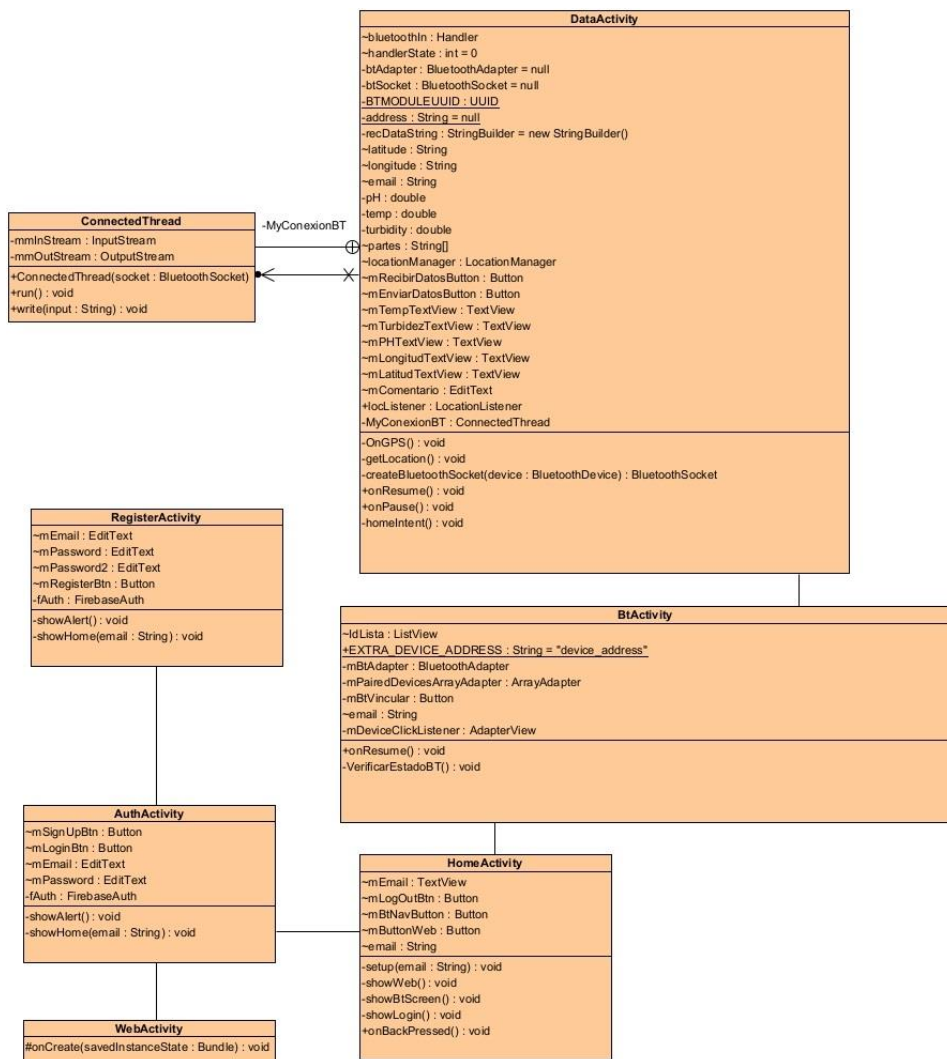 DataActivity
~bluetoothIn : Handler
~handlerState : int = 0
-btAdapter : BluetoothAdapter = null
-btSocket : BluetoothSocket = null
-BTMODULEUUID : UUID
-address : String = null
-recDataString : StringBuilder = new StringBuilder()
~latitude : String
~longitude : String
~email : String
-pH : double
-temp : double
-turbidity : double
~partes : String[]
~locationManager : LocationManager
~mRecibirDatosButton : Button
~mEnviarDatosButton : Button
~mTempTextView : TextView
~mTurbidezTextView : TextView
~mPHTextView : TextView
~mLongitudTextView : TextView
~mLatitudTextView : TextView
~mComentario : EditText
+locListener : LocationListener
-MyConexionBT : ConnectedThread
-OnGPS() : void
-getLocation() : void
-createBluetoothSocket(device : BluetoothDevice) : BluetoothSocket
+onResume() : void
+onPause() : void
-homeIntent() : void
ConnectedThread
-mmInStream : InputStream
-mmOutStream : OutputStream
+ConnectedThread(socket : BluetoothSocket)
+run() : void
+write(input : String) : void
-MyConexionBT
RegisterActivity
~mEmail : EditText
~mPassword : EditText
~mPassword2 : EditText
~mRegisterBtn : Button
-fAuth : FirebaseAuth
-showAlert() : void
-showHome(email : String) : void
BtActivity
~IdLista : ListView
+EXTRA_DEVICE_ADDRESS : String = "device_address"
-mBtAdapter : BluetoothAdapter
-mPairedDevicesArrayAdapter : ArrayAdapter
-mBtVincular : Button
~email : String
-mDeviceClickListener : AdapterView
+onResume() : void
-VerificarEstadoBT() : void
AuthActivity
~mSignUpBtn : Button
~mLoginBtn : Button
~mEmail : EditText
~mPassword : EditText
-fAuth : FirebaseAuth
-showAlert() : void
-showHome(email : String) : void
HomeActivity
~mEmail : TextView
~mLogOutBtn : Button
~mBtNavButton : Button
~mButtonWeb : Button
~email : String
-setup(email : String) : void
-showWeb() : void
-showBtScreen() : void
-showLogin() : void
+onBackPressed() : void
WebActivity
#onCreate(savedInstanceState : Bundle) : void